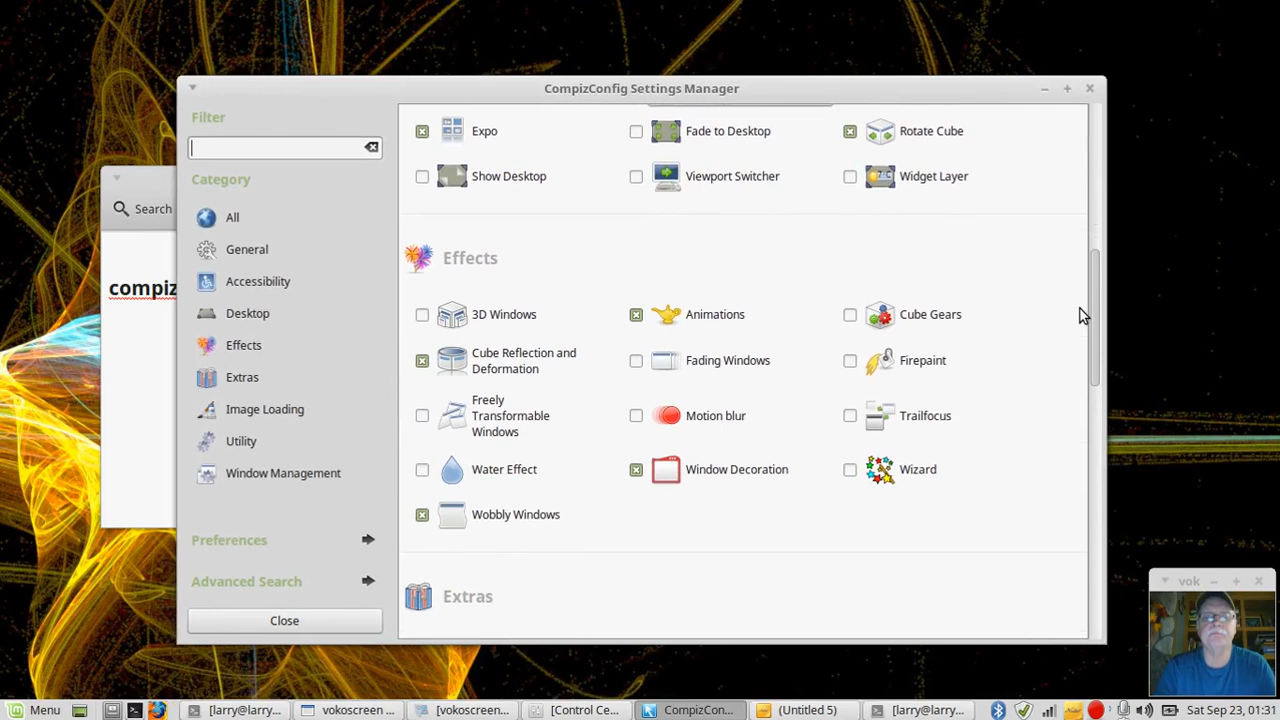 CompizConfig Settings Manager
Filter
Category
All
General
Accessibility
Desktop
Effects
Extras
Image Loading
Utility
Window Management
Preferences
Advanced Search
Close
Search
compiz
Expo
Fade to Desktop
Rotate Cube
Show Desktop
Viewport Switcher
Widget Layer
Effects
3D Windows
Animations
Cube Gears
Cube Reflection and
Deformation
Fading Windows
Firepaint
Freely
Transformable
Windows
Motion blur
Trailfocus
Water Effect
Window Decoration
Wizard
Wobbly Windows
Extras
vok
Menu
[larry@larry...
vokoscreen ...
[vokoscreen...
[Control Ce...
CompizCon...
(Untitled 5)
[larry@larry...
Sat Sep 23, 01:31